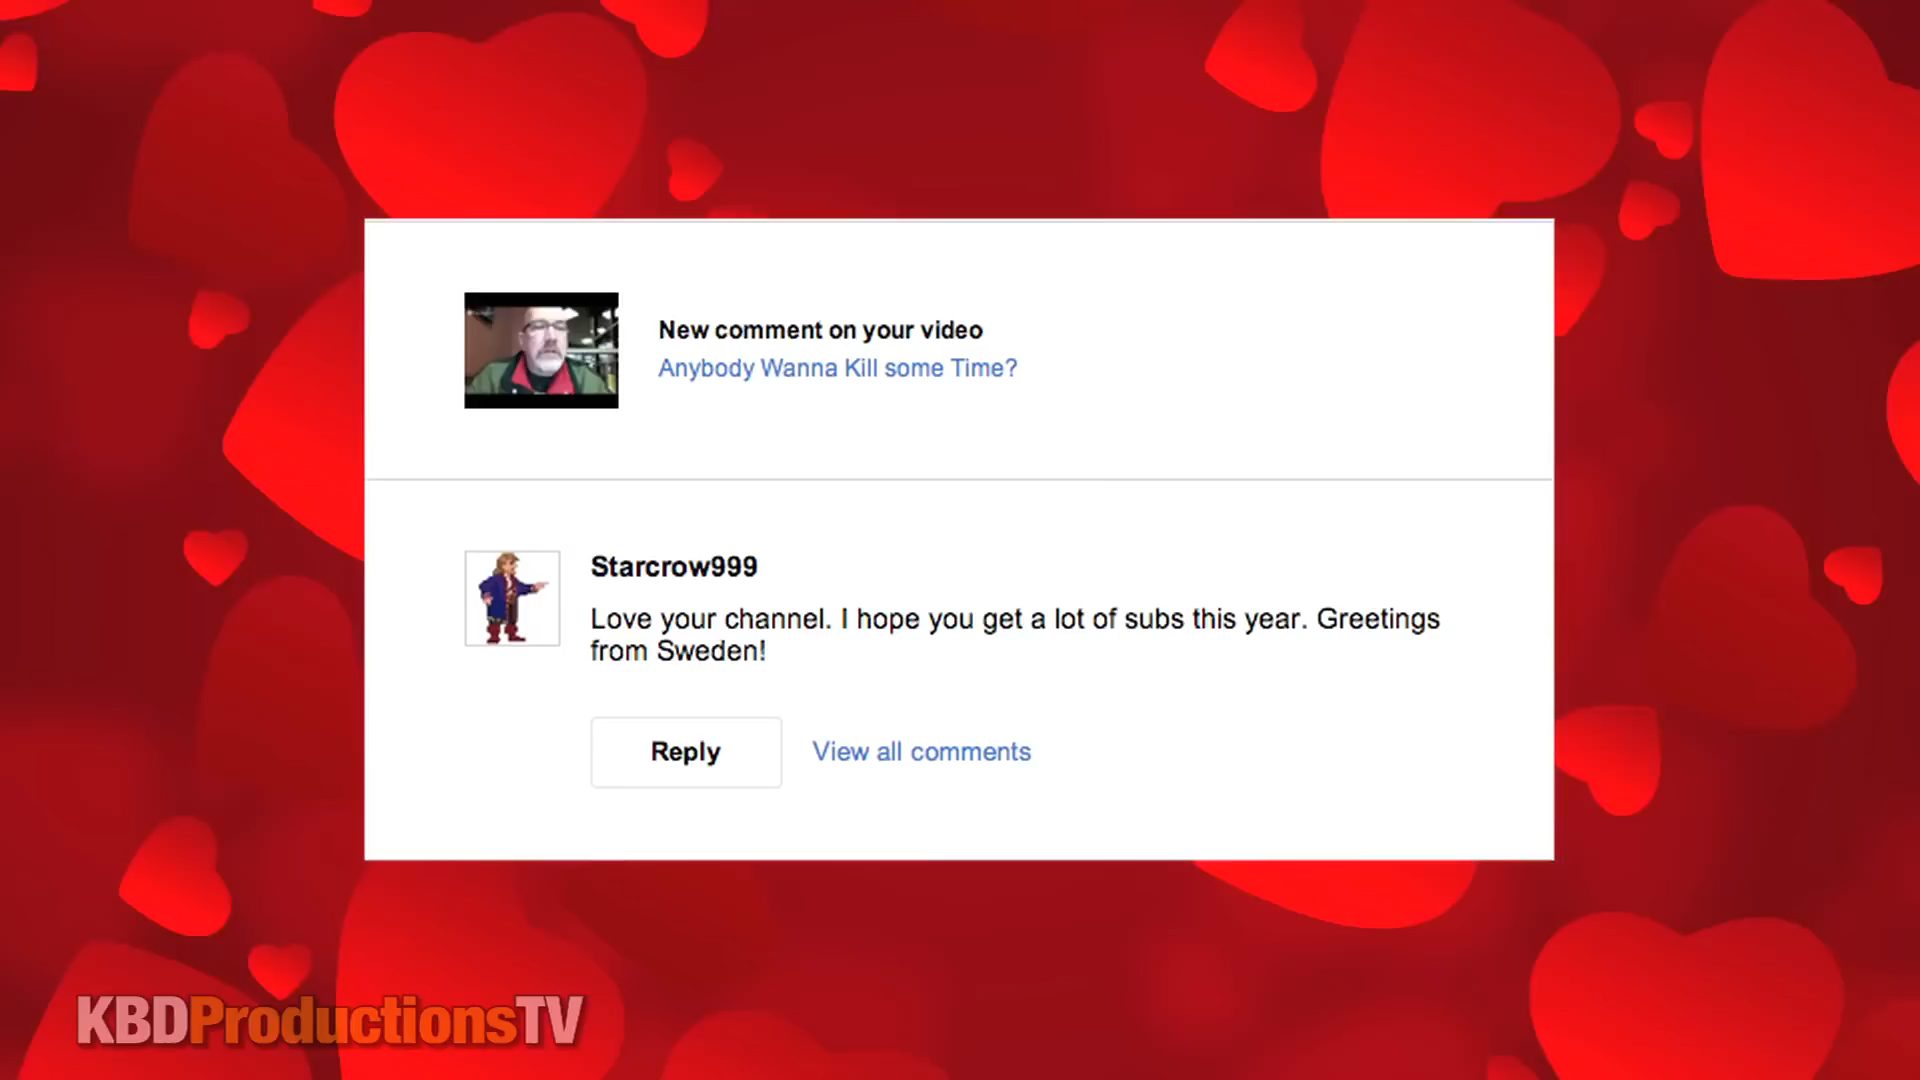 New comment on your video
Anybody Wanna Kill some Time?
Starcrow999
Love your channel. I hope you get a lot of subs this year. Greetings
from Sweden!
Reply
View all comments
KBDProductionsTV